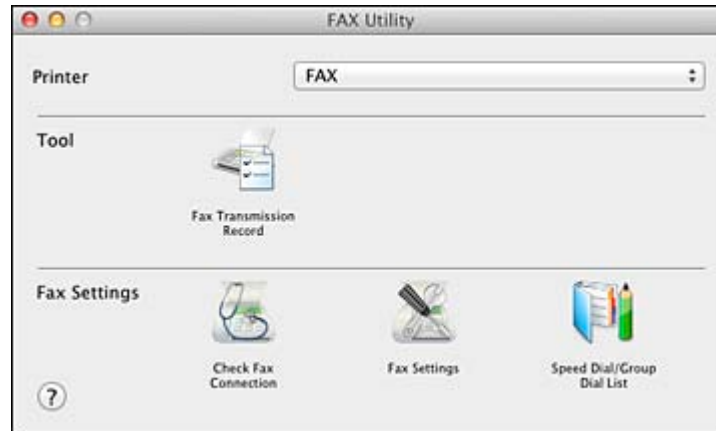 FAX Utility
Printer
FAX
Tool
Fax Transmission
Record
Fax Settings
Check Fax
Connection
Fax Settings
Speed Dial/Group
Dial List
?